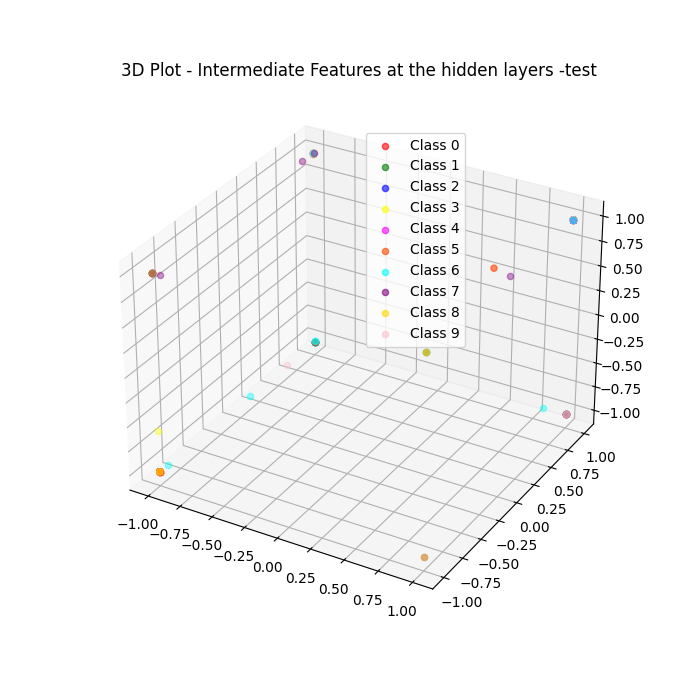 3D Plot - Intermediate Features at the hidden layers -test
Class 0
Class 1
Class 2
Class 3
Class 4
Class 5
Class 6
Class 7
Class 8
Class 9
1.00
0.75
0.50
0.25
0.00
−0.25
−0.50
−0.75
−1.00
1.00
0.75
0.50
0.25
0.00
−0.25
−0.50
−0.75
−1.00
−1.00
−0.75
−0.50
−0.25
0.00
0.25
0.50
0.75
1.00